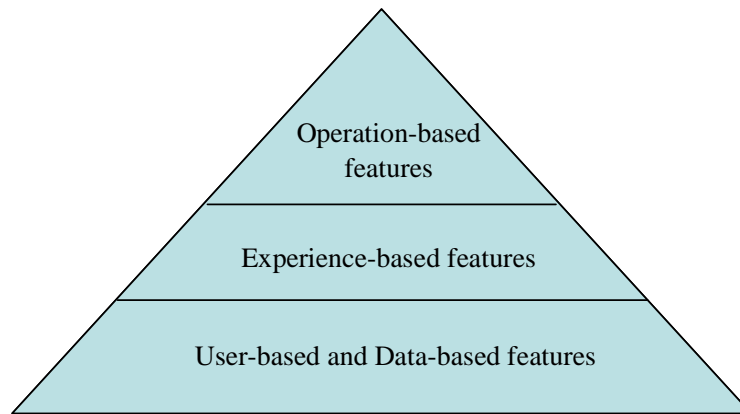 Operation-based
features
Experience-based features
User-based and Data-based features